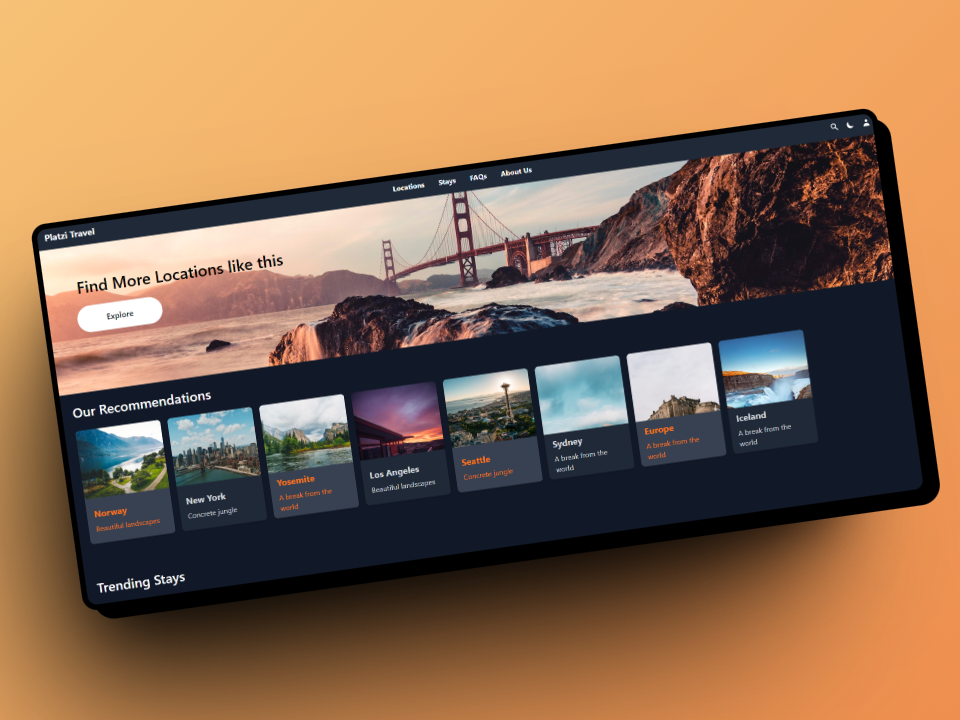 Platzi Travel
Locations
Stays
FAQs
About Us
Find More Locations like this
Explore
Our Recommendations
Norway
Beautiful landscapes
New York
Concrete jungle
Yosemite
A break from the
world
Los Angeles
Beautiful landscapes
Seattle
Concrete jungle
Sydney
A break from the
world
Europe
A break from the
world
Iceland
A break from the
world
Trending Stays